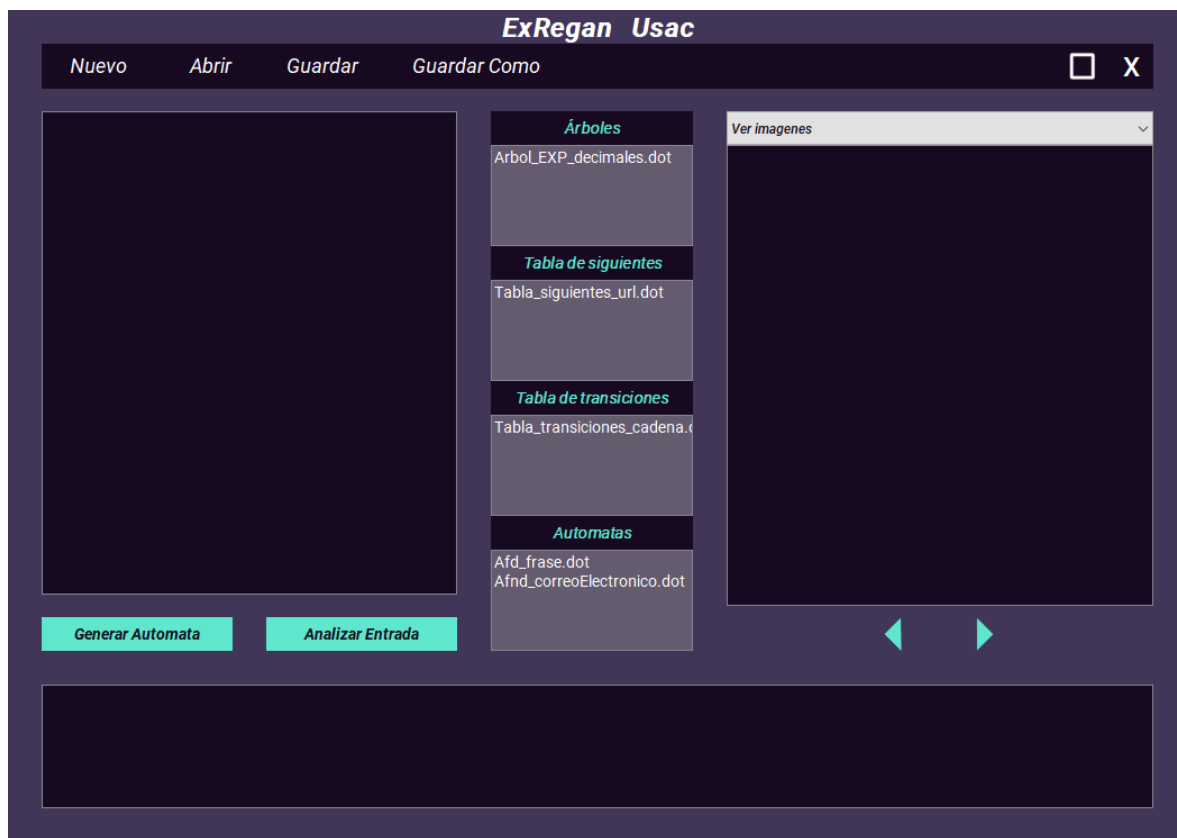 ExRegan Usac
Nuevo Abrir Guardar Guardar Como X
Árboles
Arbol_EXP_decimales.dot
Tabla de siguientes
Tabla_siguientes_url.dot
Tabla de transiciones
Tabla_transiciones_cadena.
Automatas
Afd_frase.dot
Afnd_correoElectronico.dot
Ver imagenes
Generar Automata
Analizar Entrada